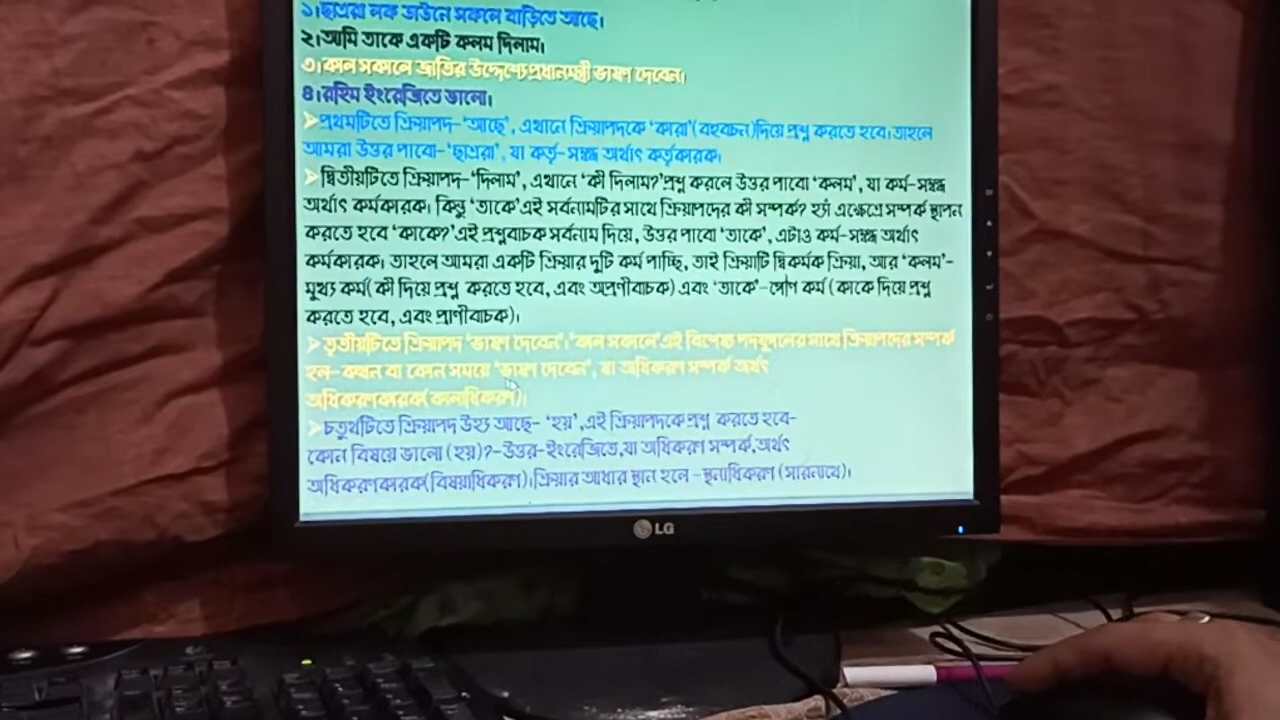 ১।ছাত্ররা লক ডাউনে সকলে বাড়িতে আছে।
২।আমি তাকে একটি কলম দিলাম।
৩।কাল সকালে জাতির উদ্দেশ্যে প্রধানমন্ত্রী ভাষণ দেবেন।
৪।রহিম ইংরেজিতে ভালো।
➢প্রথমটিতে ক্রিয়াপদ-‘আছে’, এখানে ক্রিয়াপদকে ‘কারা’(বহুবচন)দিয়ে প্রশ্ন করতে হবে।তাহলে
আমরা উত্তর পাবো-‘ছাত্ররা’, যা কর্তৃ-সম্বন্ধ অর্থাৎ কর্তৃকারক।
➢দ্বিতীয়টিতে ক্রিয়াপদ-‘দিলাম’, এখানে ‘কী দিলাম?’প্রশ্ন করলে উত্তর পাবো ‘কলম’, যা কর্ম-সম্বন্ধ
অর্থাৎ কর্মকারক। কিন্তু ‘তাকে’এই সর্বনামটির সাথে ক্রিয়াপদের কী সম্পর্ক? হ্যাঁ এক্ষেত্রে সম্পর্ক স্থাপন
করতে হবে ‘কাকে?’এই প্রশ্নবাচক সর্বনাম দিয়ে, উত্তর পাবো ‘তাকে’, এটাও কর্ম-সম্বন্ধ অর্থাৎ
কর্মকারক। তাহলে আমরা একটি ক্রিয়ার দুটি কর্ম পাচ্ছি, তাই ক্রিয়াটি দ্বিকর্মক ক্রিয়া, আর ‘কলম’-
মুখ্য কর্ম( কী দিয়ে প্রশ্ন করতে হবে, এবং অপ্রাণীবাচক) এবং ‘তাকে’-গৌণ কর্ম ( কাকে দিয়ে প্রশ্ন
করতে হবে, এবং প্রাণীবাচক)।
➢তৃতীয়টিতে ক্রিয়াপদ ‘ভাষণ দেবেন’।‘কাল সকালে’এই বিশেষ্য পদযুগলের সাথে ক্রিয়াপদের সম্পর্ক
হল- কখন বা কোন সময়ে ‘ভাষণ দেবেন’, যা অধিকরণ সম্পর্ক অর্থাৎ
অধিকরণকারক( কালাধিকরণ)।
➢চতুর্থটিতে ক্রিয়াপদ উহ্য আছে- ‘হয়’,এই ক্রিয়াপদকে প্রশ্ন করতে হবে-
কোন বিষয়ে ভালো (হয়)?-উত্তর-ইংরেজিতে,যা অধিকরণ সম্পর্ক,অর্থাৎ
অধিকরণকারক(বিষয়াধিকরণ)।ক্রিয়ার আধার স্থান হলে -স্থানাধিকরণ (সারনাথে)।
LG